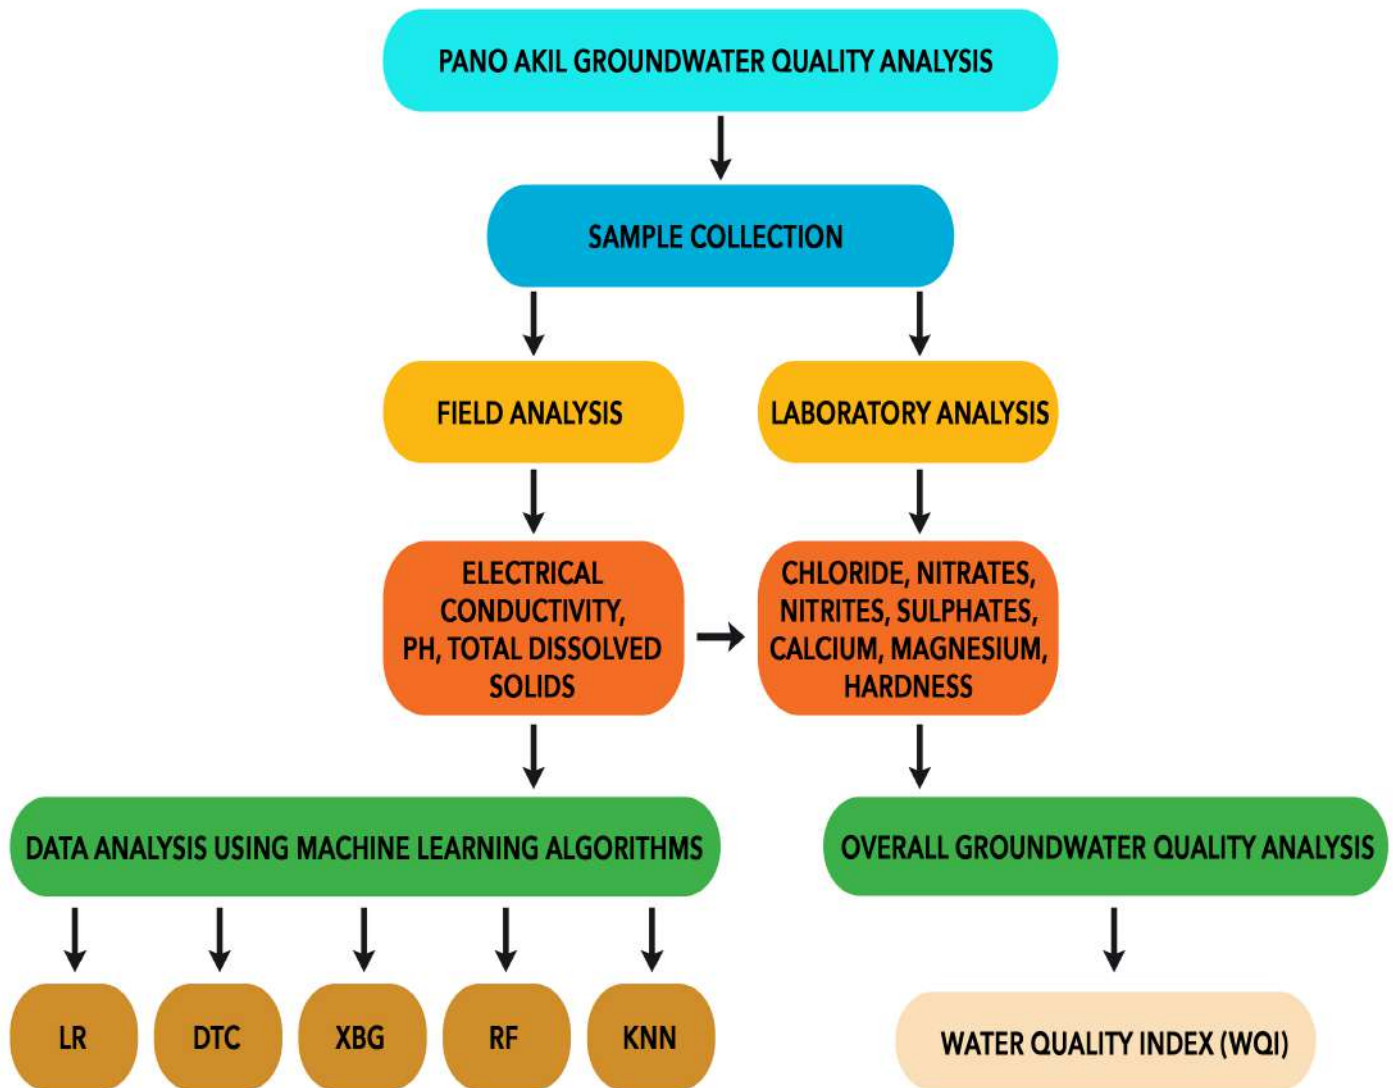 PANO AKIL GROUNDWATER QUALITY ANALYSIS
SAMPLE COLLECTION
FIELD ANALYSIS
LABORATORY ANALYSIS
ELECTRICAL
CONDUCTIVITY,
PH, TOTAL DISSOLVED
SOLIDS
CHLORIDE, NITRATES,
NITRITES, SULPHATES,
CALCIUM, MAGNESIUM,
HARDNESS
DATA ANALYSIS USING MACHINE LEARNING ALGORITHMS
OVERALL GROUNDWATER QUALITY ANALYSIS
LR
DTC
XBG
RF
KNN
WATER QUALITY INDEX (WQI)